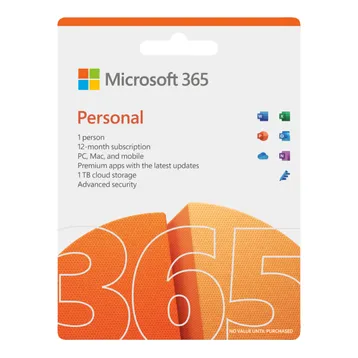 Microsoft 365
Personal
1 person
12-month subscription
PC, Mac, and mobile
Premium apps with the latest updates
1 TB cloud storage
Advanced security
365
NO VALUE UNTIL PURCHASED